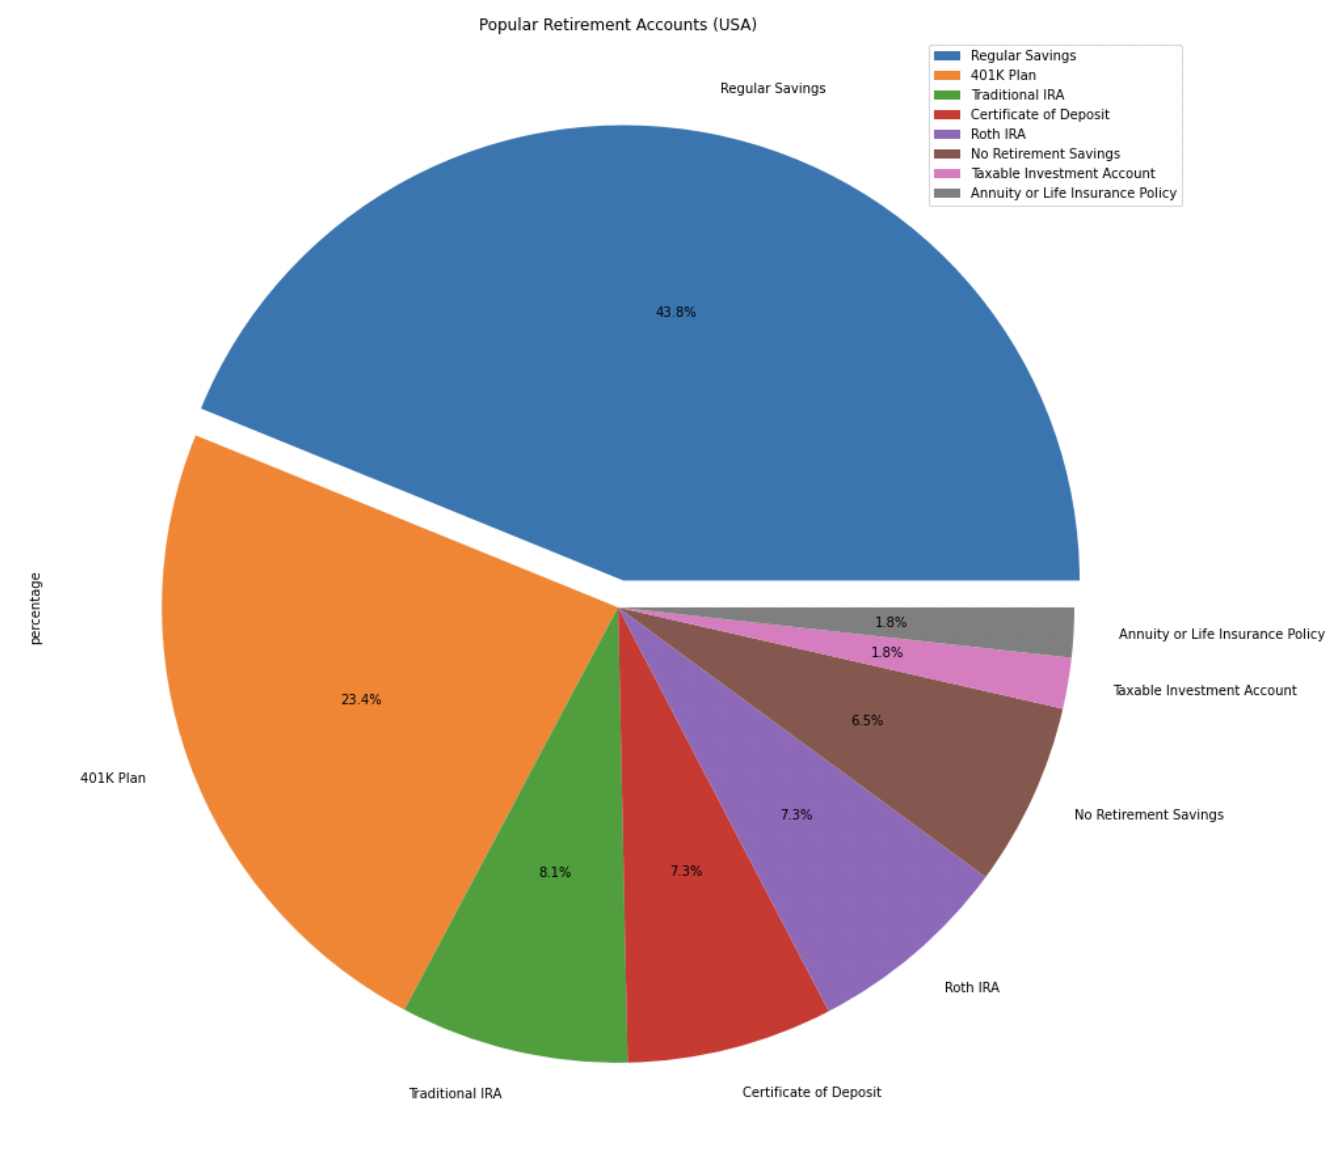 Popular Retirement Accounts (USA)
Regular Savings
401K Plan
Traditional IRA
Certificate of Deposit
Roth IRA
No Retirement Savings
Taxable Investment Account
Annuity or Life Insurance Policy
Regular Savings
43.8%
percentage
1.8%
Annuity or Life Insurance Policy
1.8%
Taxable Investment Account
23.4%
6.5%
401K Plan
7.3%
No Retirement Savings
8.1%
7.3%
Roth IRA
Traditional IRA
Certificate of Deposit